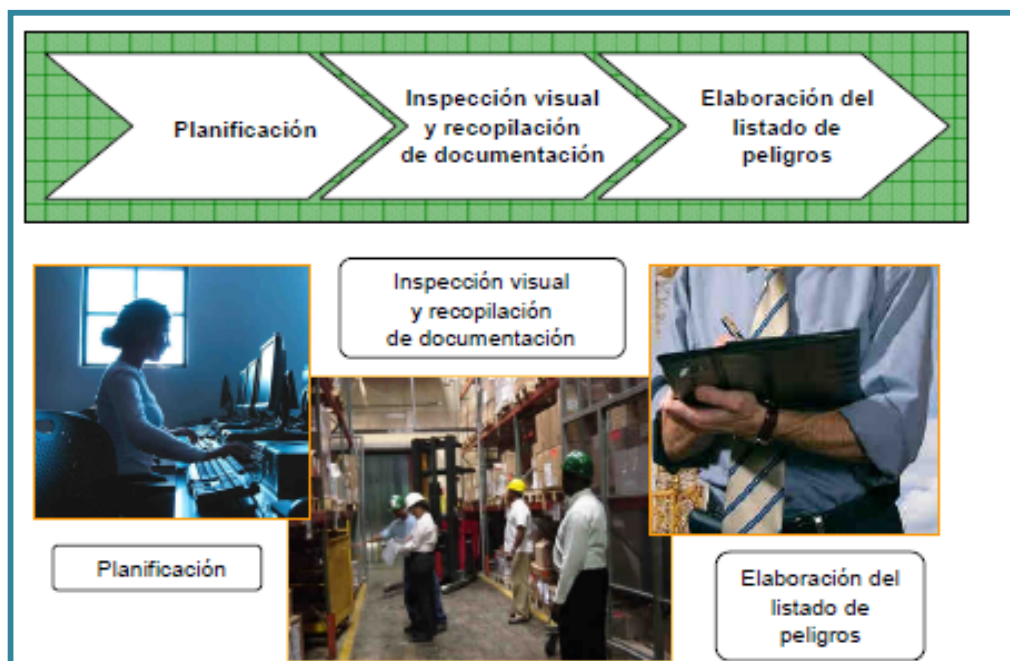 Planificación
Inspección visual
y recopilación
de documentación
Elaboración del
listado de
peligros
Inspección visual
y recopilación
de documentación
Planificación
Elaboración del
listado de
peligros